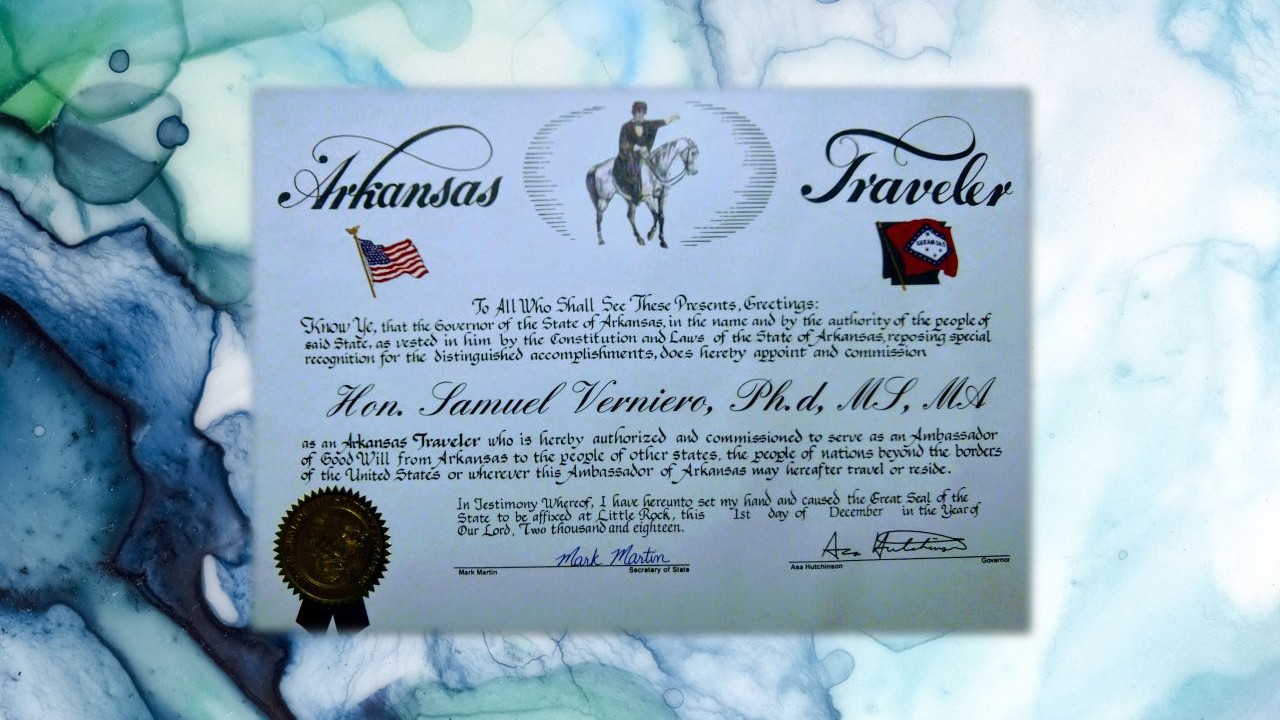 Arkansas Traveler
ARKANSAS
To All Who Shall See These Presents, Greetings:
Know Ye, that the Governor of the State of Arkansas, in the name and by the authority of the people of
said State, as vested in him by the Constitution and Laws of the State of Arkansas, reposing special
recognition for the distinguished accomplishments, does hereby appoint and commission
Hon. Samuel Verniero, Ph.d, MS, MA
as an Arkansas Traveler who is hereby authorized and commissioned to serve as an Ambassador
of Good Will from Arkansas to the people of other states, the people of nations beyond the borders
of the United States or wherever this Ambassador of Arkansas may hereafter travel or reside.
In Testimony Whereof, I have hereunto set my hand and caused the Great Seal of the
State to be affixed at Little Rock, this 1st day of December in the Year of
Our Lord, Two thousand and eighteen.
Mark Martin
Asa Hutchinson
Mark Martin Secretary of State
Asa Hutchinson Governor